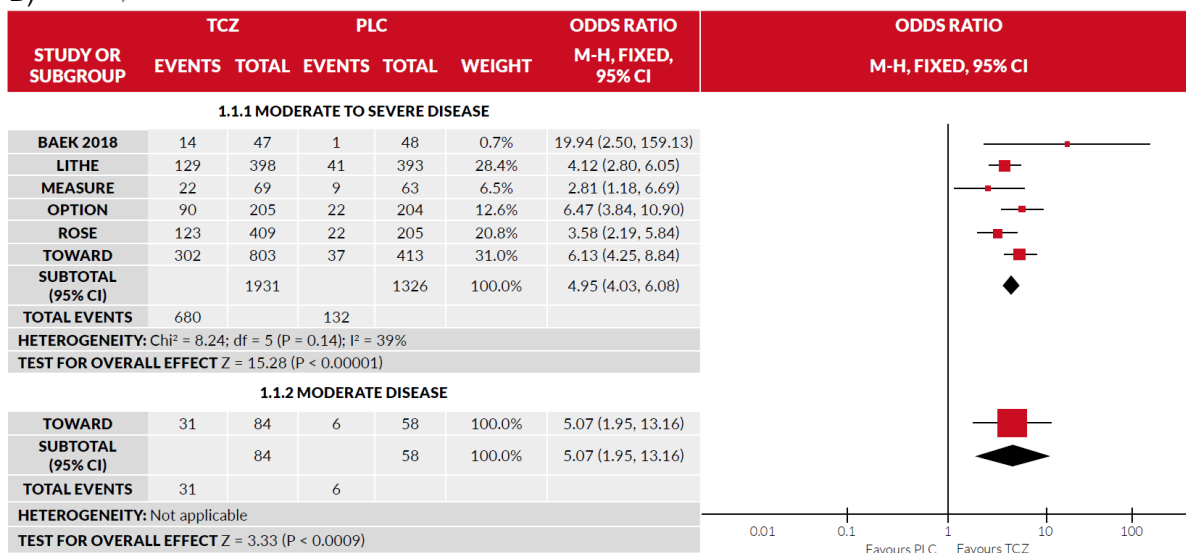 TCZ PLC ODDS RATIO ODDS RATIO
STUDY OR SUBGROUP EVENTS TOTAL EVENTS TOTAL WEIGHT M-H, FIXED, 95% CI M-H, FIXED, 95% CI
1.1.1 MODERATE TO SEVERE DISEASE
BAEK 2018 14 47 1 48 0.7% 19.94 (2.50, 159.13)
LITHE 129 398 41 393 28.4% 4.12 (2.80, 6.05)
MEASURE 22 69 9 63 6.5% 2.81 (1.18, 6.69)
OPTION 90 205 22 204 12.6% 6.47 (3.84, 10.90)
ROSE 123 409 22 205 20.8% 3.58 (2.19, 5.84)
TOWARD 302 803 37 413 31.0% 6.13 (4.25, 8.84)
SUBTOTAL (95% CI) 1931 1326 100.0% 4.95 (4.03, 6.08)
TOTAL EVENTS 680 132
HETEROGENEITY: Chi² = 8.24; df = 5 (P = 0.14); I² = 39%
TEST FOR OVERALL EFFECT Z = 15.28 (P < 0.00001)
1.1.2 MODERATE DISEASE
TOWARD 31 84 6 58 100.0% 5.07 (1.95, 13.16)
SUBTOTAL (95% CI) 84 58 100.0% 5.07 (1.95, 13.16)
TOTAL EVENTS 31 6
HETEROGENEITY: Not applicable
TEST FOR OVERALL EFFECT Z = 3.33 (P < 0.0009)
0.01 0.1 1 10 100
Favours PLC Favours TCZ